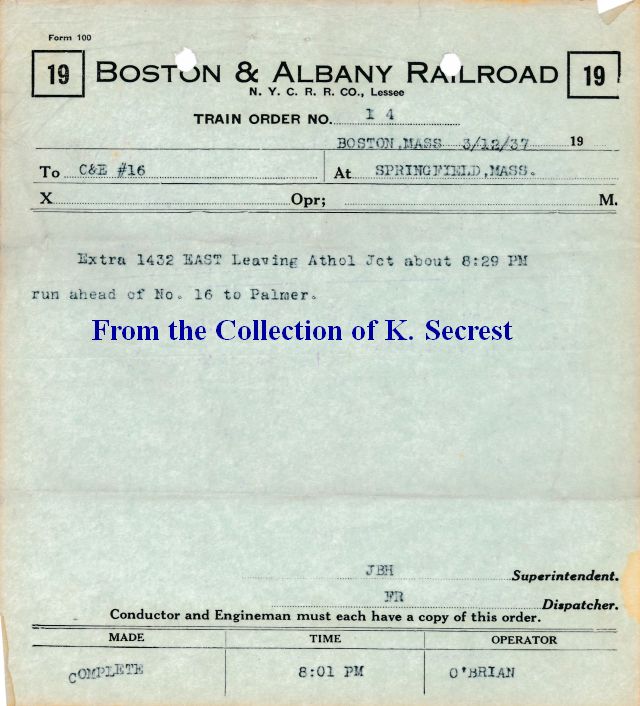 Form 100
19 BOSTON & ALBANY RAILROAD 19
N. Y. C. R. R. CO., Lessee
TRAIN ORDER NO. 1 4
BOSTON,MASS 3/12/37 19
To C&E #16 At SPRINGFIELD,MASS.
X Opr; M.
Extra 1432 EAST Leaving Athol Jct about 8:29 PM
run ahead of No. 16 to Palmer.
From the Collection of K. Secrest
JBH Superintendent.
FR Dispatcher.
Conductor and Engineman must each have a copy of this order.
MADE TIME OPERATOR
COMPLETE 8:01 PM O'BRIAN